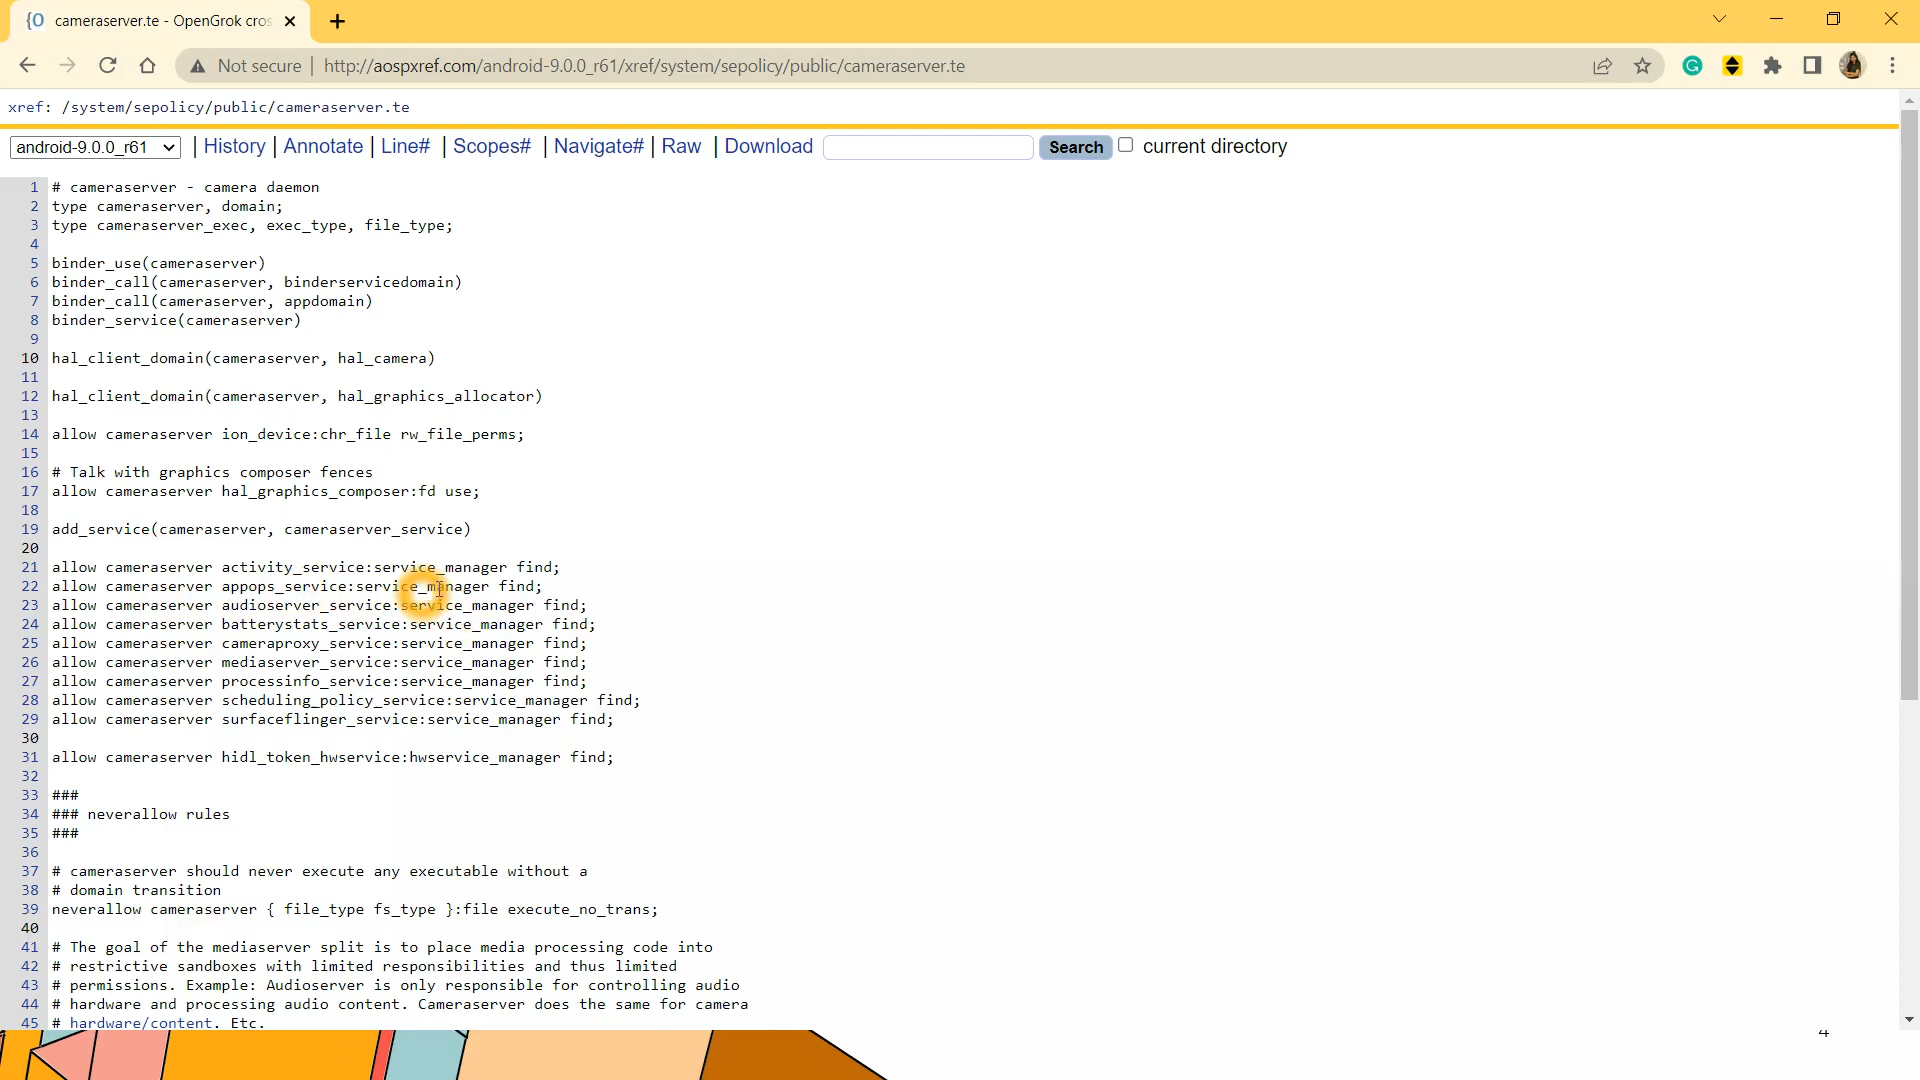 cameraserver.te - OpenGrok cros
Not secure | http://aospxref.com/android-9.0.0_r61/xref/system/sepolicy/public/cameraserver.te
xref: /system/sepolicy/public/cameraserver.te
android-9.0.0_r61 | History | Annotate | Line# | Scopes# | Navigate# | Raw | Download Search current directory
1 # cameraserver - camera daemon
2 type cameraserver, domain;
3 type cameraserver_exec, exec_type, file_type;
4
5 binder_use(cameraserver)
6 binder_call(cameraserver, binderservicedomain)
7 binder_call(cameraserver, appdomain)
8 binder_service(cameraserver)
9
10 hal_client_domain(cameraserver, hal_camera)
11
12 hal_client_domain(cameraserver, hal_graphics_allocator)
13
14 allow cameraserver ion_device:chr_file rw_file_perms;
15
16 # Talk with graphics composer fences
17 allow cameraserver hal_graphics_composer:fd use;
18
19 add_service(cameraserver, cameraserver_service)
20
21 allow cameraserver activity_service:service_manager find;
22 allow cameraserver appops_service:service_manager find;
23 allow cameraserver audioserver_service:service_manager find;
24 allow cameraserver batterystats_service:service_manager find;
25 allow cameraserver cameraproxy_service:service_manager find;
26 allow cameraserver mediaserver_service:service_manager find;
27 allow cameraserver processinfo_service:service_manager find;
28 allow cameraserver scheduling_policy_service:service_manager find;
29 allow cameraserver surfaceflinger_service:service_manager find;
30
31 allow cameraserver hidl_token_hwservice:hwservice_manager find;
32
33 ###
34 ### neverallow rules
35 ###
36
37 # cameraserver should never execute any executable without a
38 # domain transition
39 neverallow cameraserver { file_type fs_type }:file execute_no_trans;
40
41 # The goal of the mediaserver split is to place media processing code into
42 # restrictive sandboxes with limited responsibilities and thus limited
43 # permissions. Example: Audioserver is only responsible for controlling audio
44 # hardware and processing audio content. Cameraserver does the same for camera
45 # hardware/content. Etc.
4